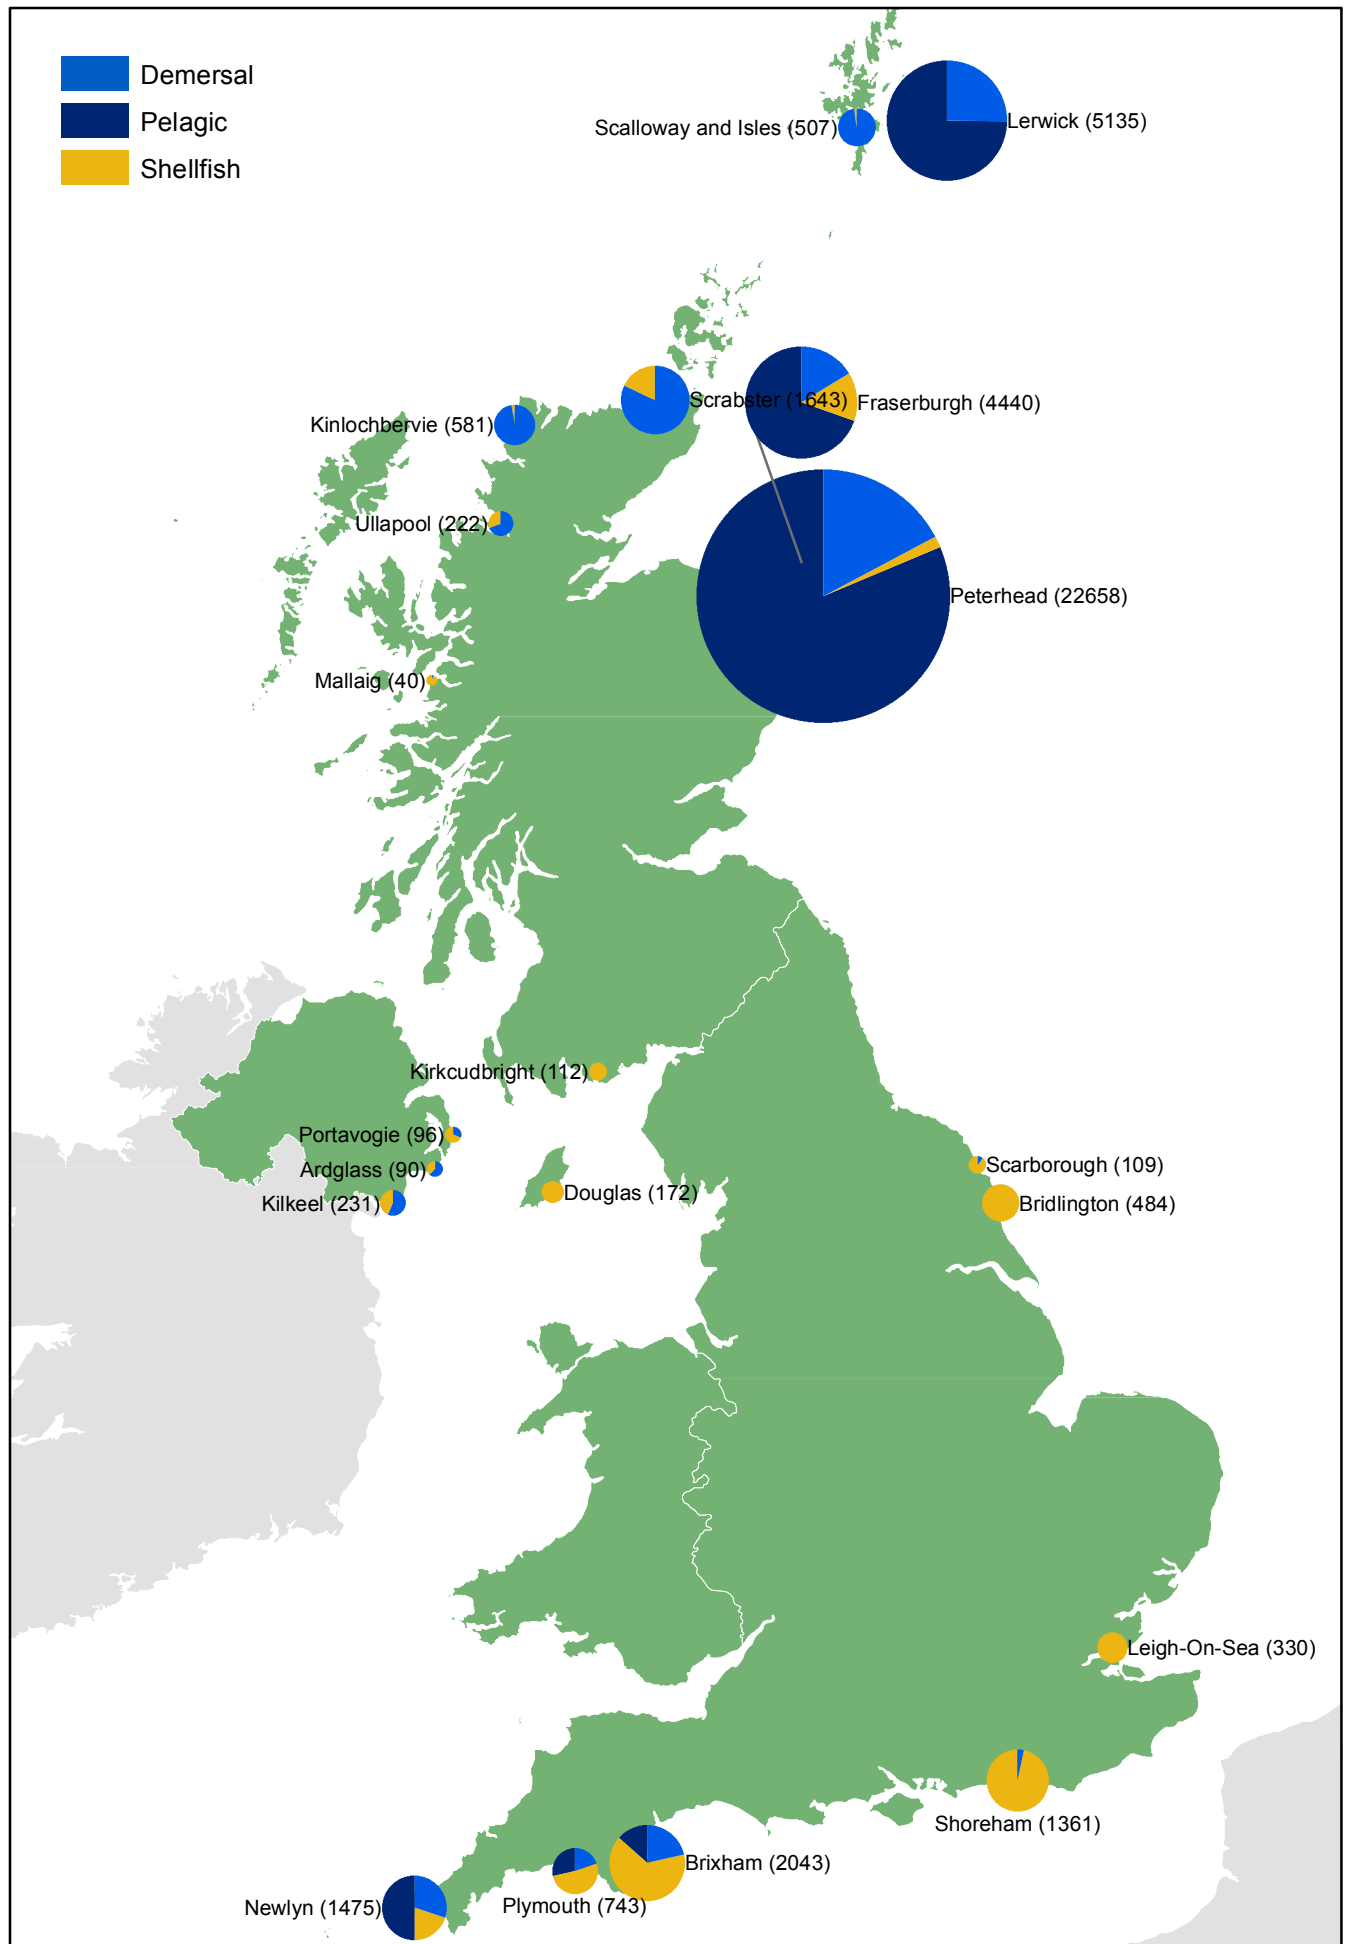 Demersal
Pelagic
Shellfish
Scalloway and Isles (507)
Lerwick (5135)
Scrabster (1643)
Fraserburgh (4440)
Kinlochbervie (581)
Ullapool (222)
Peterhead (22658)
Mallaig (40)
Kirkcudbright (112)
Portavogie (96)
Ardglass (90)
Kilkeel (231)
Douglas (172)
Scarborough (109)
Bridlington (484)
Leigh-On-Sea (330)
Shoreham (1361)
Brixham (2043)
Plymouth (743)
Newlyn (1475)